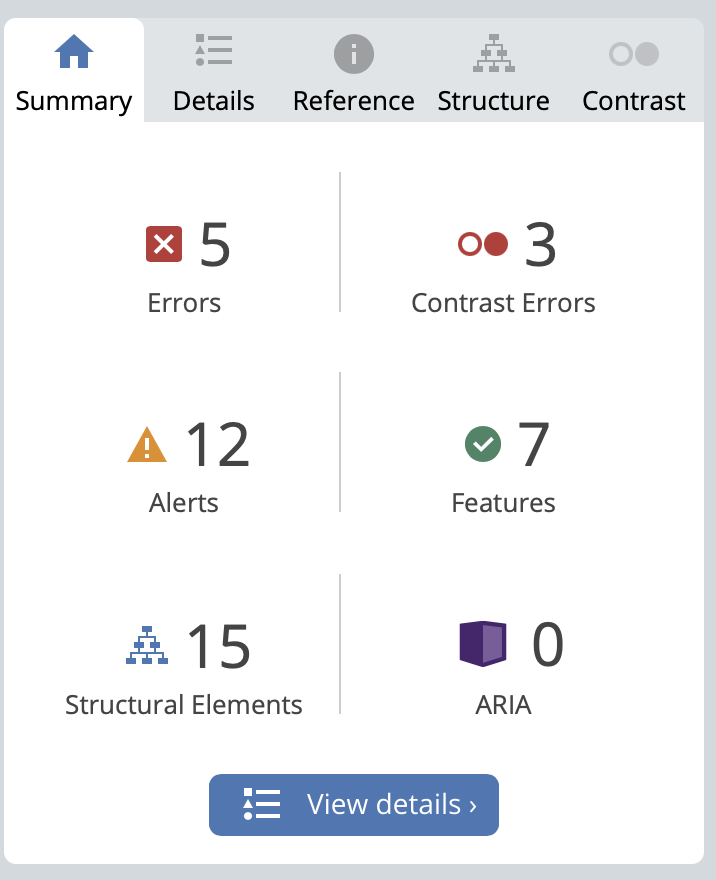 Summary Details Reference Structure Contrast
5 3
Errors Contrast Errors
12 7
Alerts Features
15 0
Structural Elements ARIA
View details ›